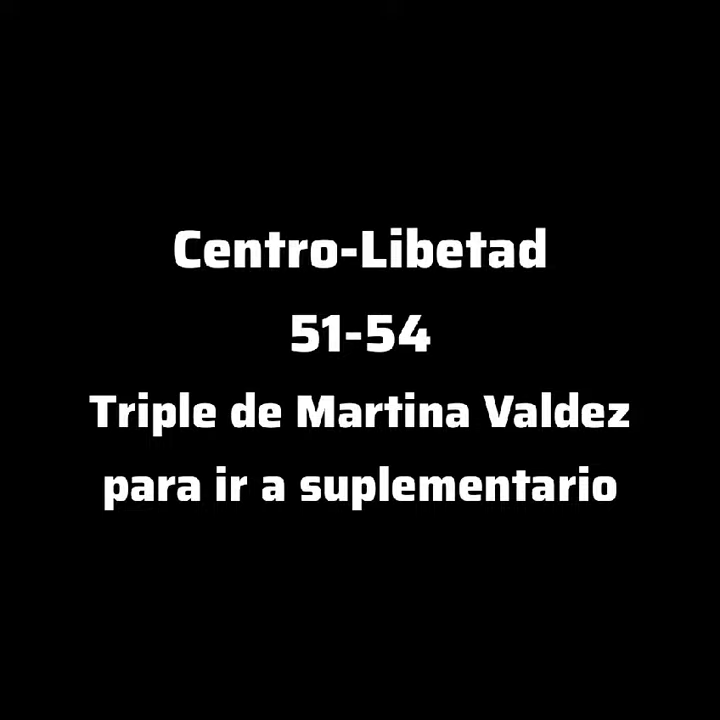 Centro-Libetad
51-54
Triple de Martina Valdez
para ir a suplementario